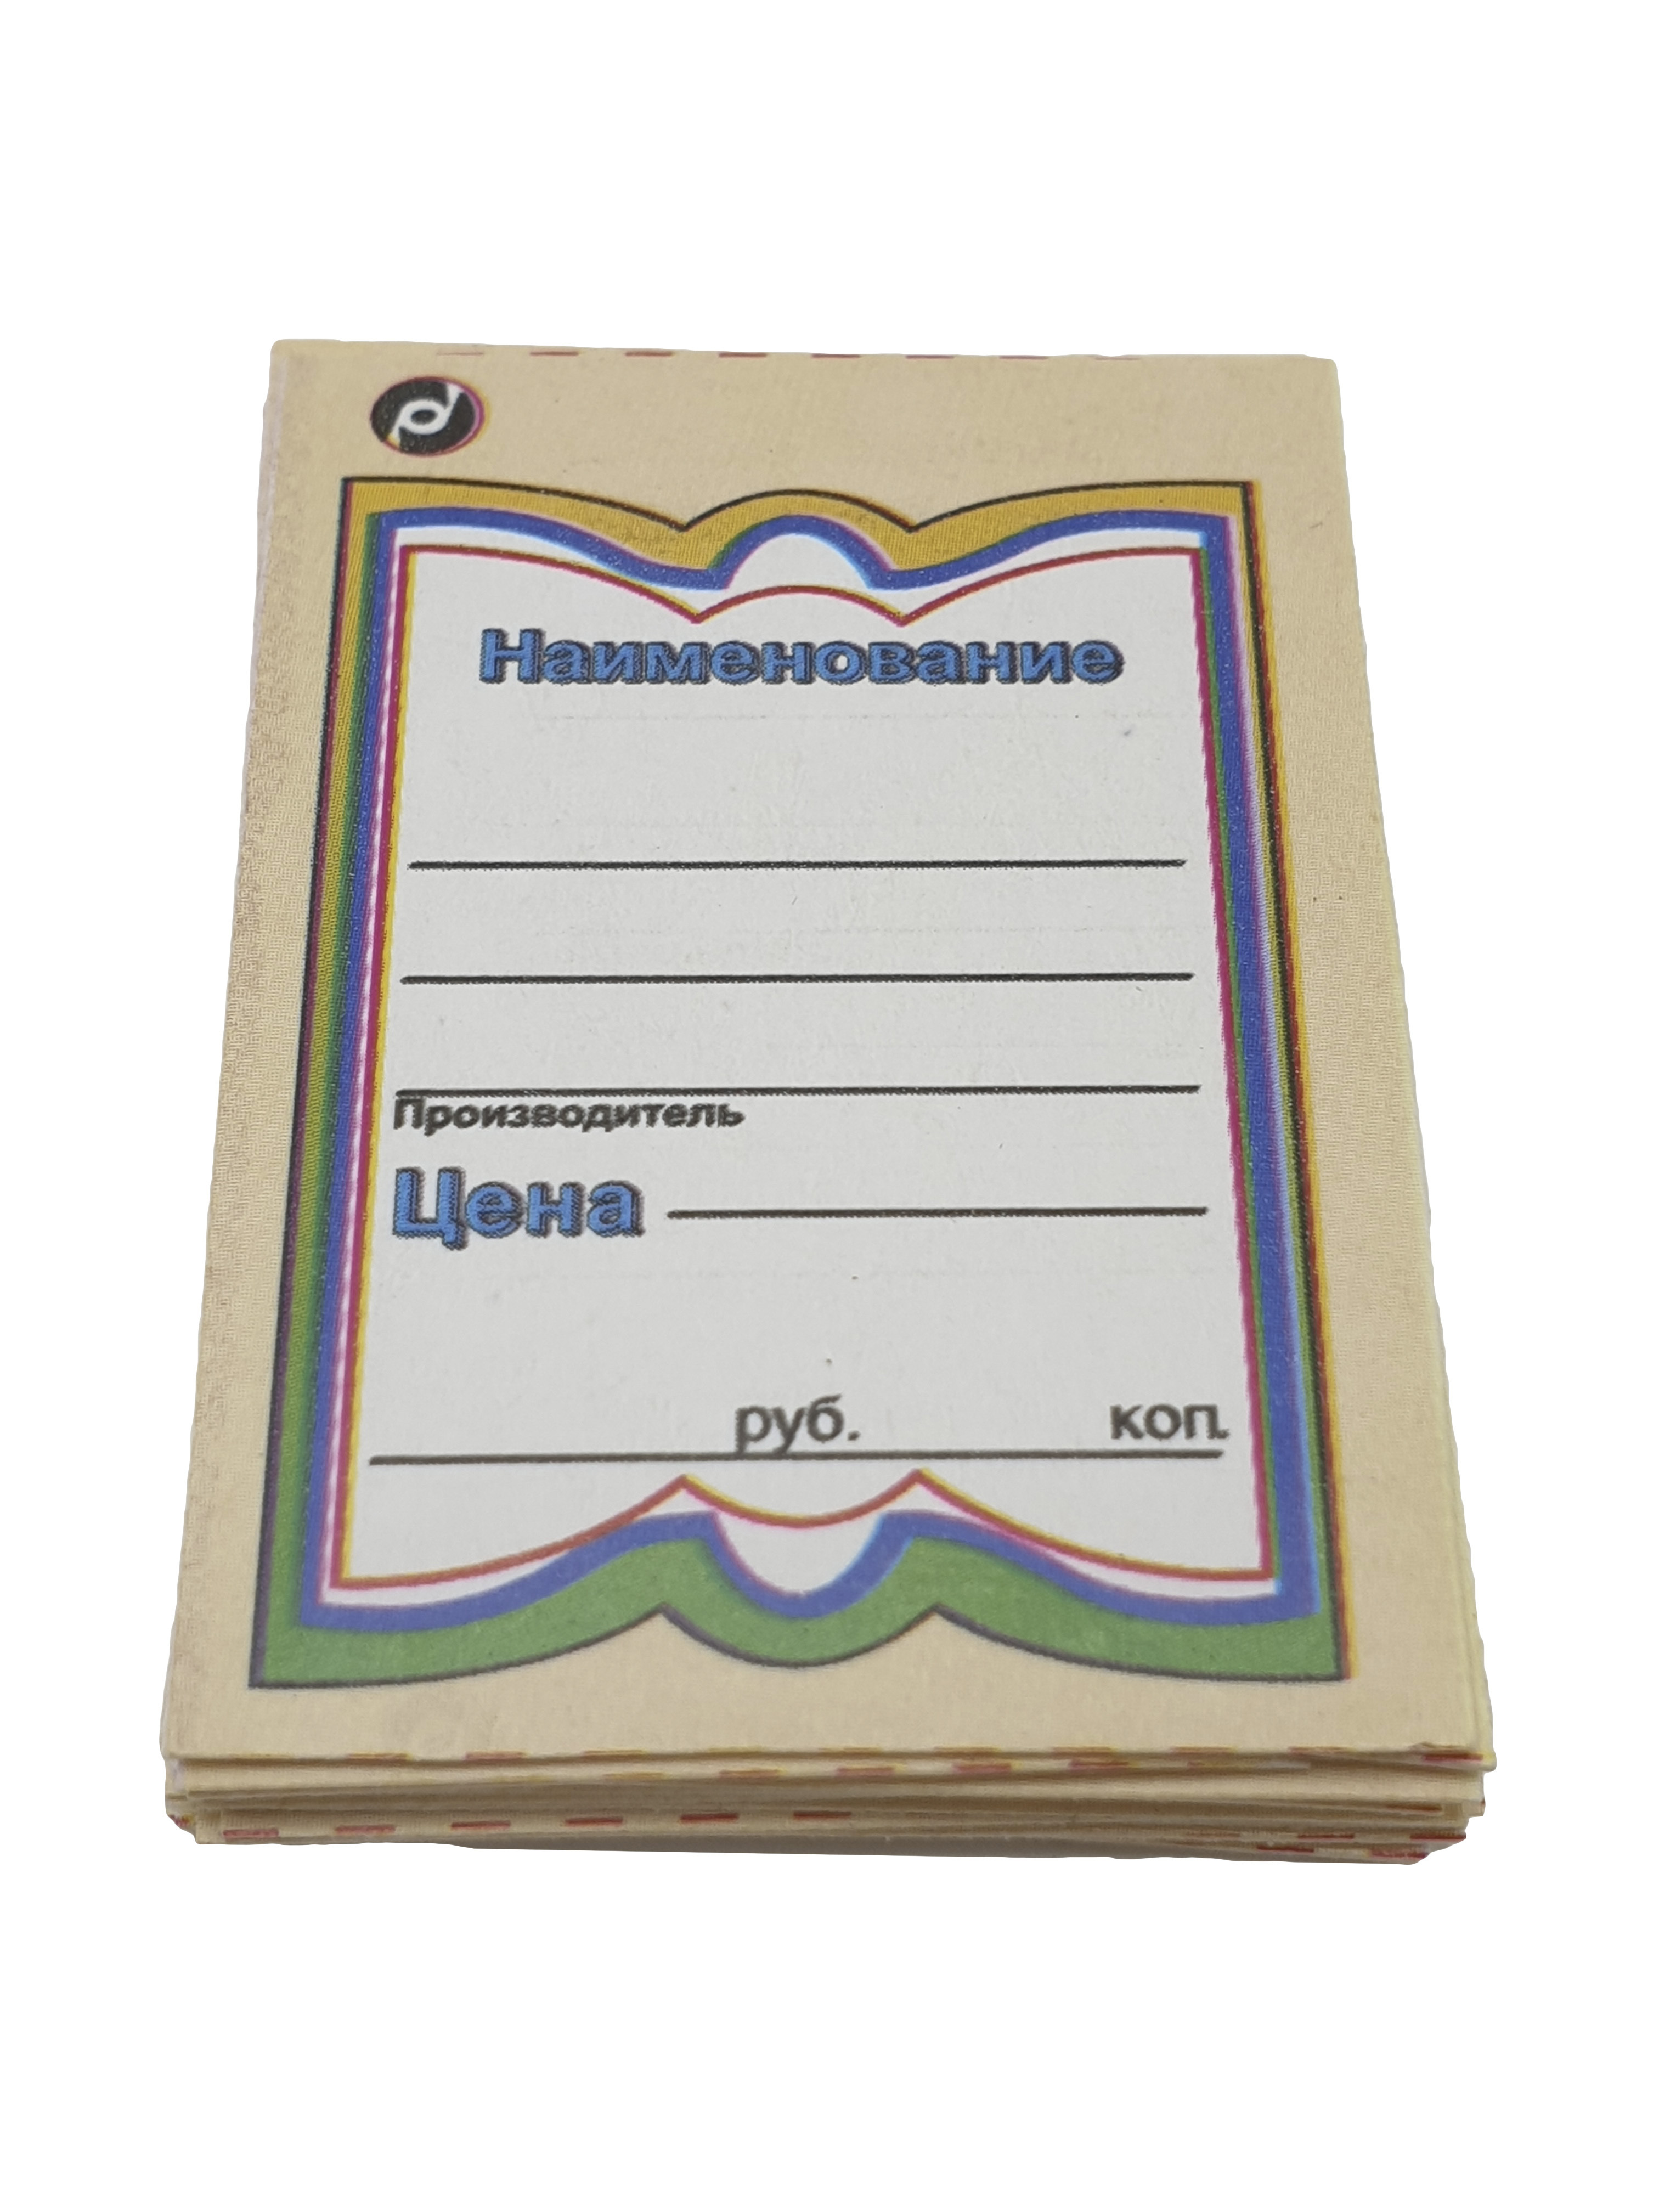 Наименование
Производитель
Цена
руб. коп.